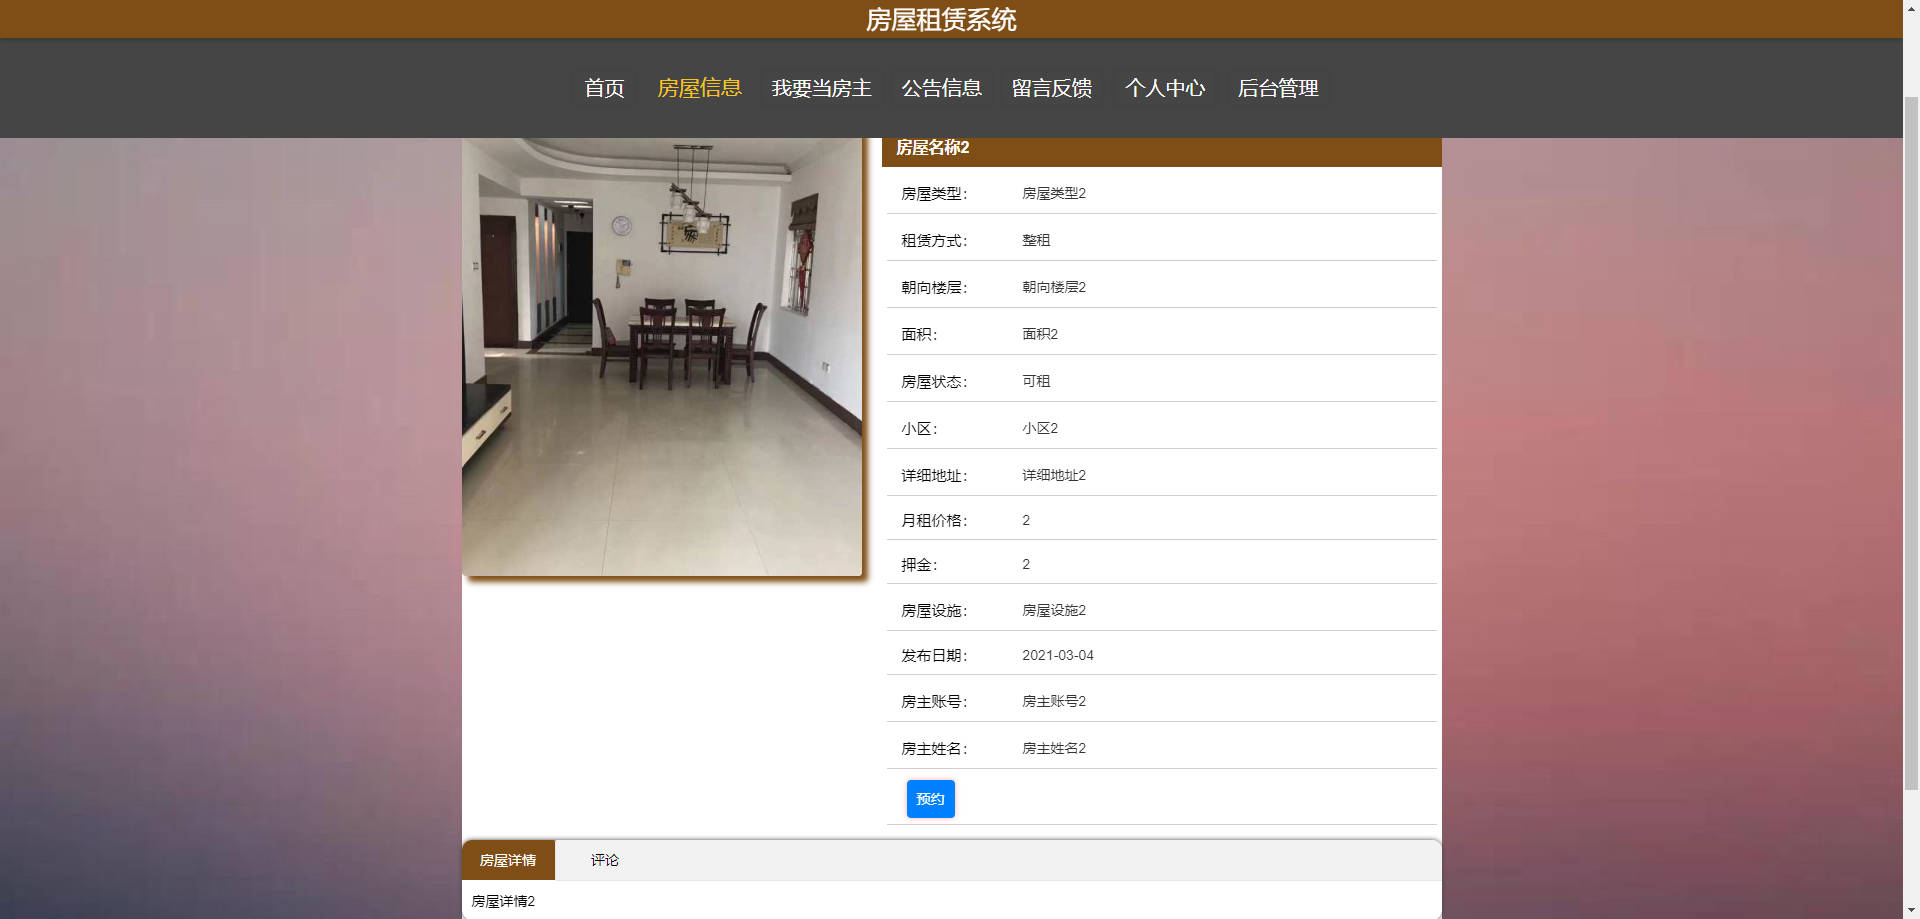 房屋租赁系统
首页 房屋信息 我要当房主 公告信息 留言反馈 个人中心 后台管理
房屋名称2
房屋类型： 房屋类型2
租赁方式： 整租
朝向楼层： 朝向楼层2
面积： 面积2
房屋状态： 可租
小区： 小区2
详细地址： 详细地址2
月租价格： 2
押金： 2
房屋设施： 房屋设施2
发布日期： 2021-03-04
房主账号： 房主账号2
房主姓名： 房主姓名2
预约
房屋详情 评论
房屋详情2